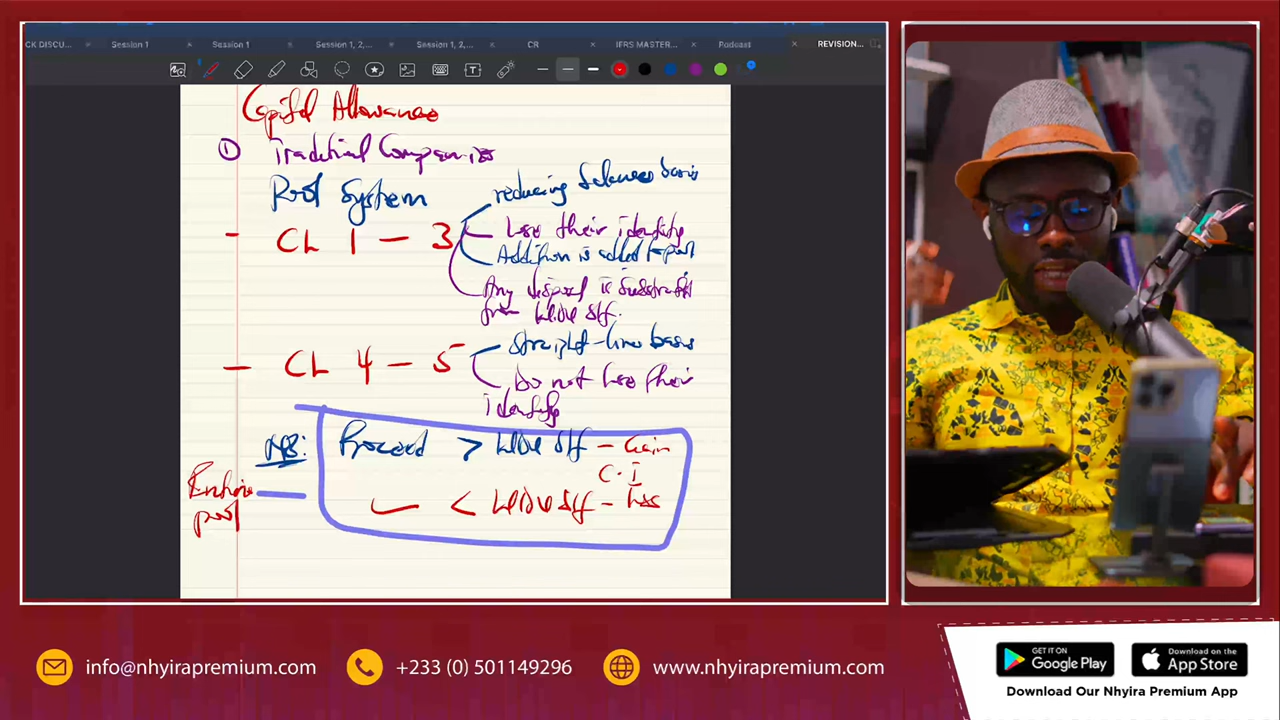 CK DISCU...
Session 1
Session 1
Session 1, 2,...
Session 1, 2,...
CR
IFRS MASTER...
Podcast
REVISION...
Capital Allowances
① Traditional Companies
Pool System
reducing balance basis
- CL 1 - 3
Lose their identity
Addition is added to pool
Any disposal is
from WDV b/f.
- CL 4 - 5
straight-line basis
Do not lose their
identity
NB: Proceed > WDV b/f - Gain
C.I
Entire
pool
< WDV b/f - loss
info@nhyirapremium.com
+233 (0) 501149296
www.nhyirapremium.com
GET IT ON
Google Play
Download on the
App Store
Download Our Nhyira Premium App